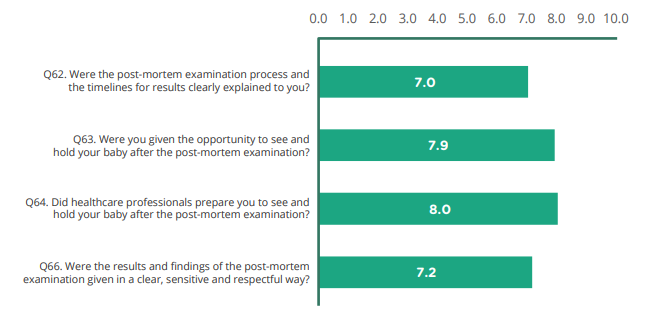 0.0 1.0 2.0 3.0 4.0 5.0 6.0 7.0 8.0 9.0 10.0
Q62. Were the post-mortem examination process and
the timelines for results clearly explained to you?
7.0
Q63. Were you given the opportunity to see and
hold your baby after the post-mortem examination?
7.9
Q64. Did healthcare professionals prepare you to see and
hold your baby after the post-mortem examination?
8.0
Q66. Were the results and findings of the post-mortem
examination given in a clear, sensitive and respectful way?
7.2